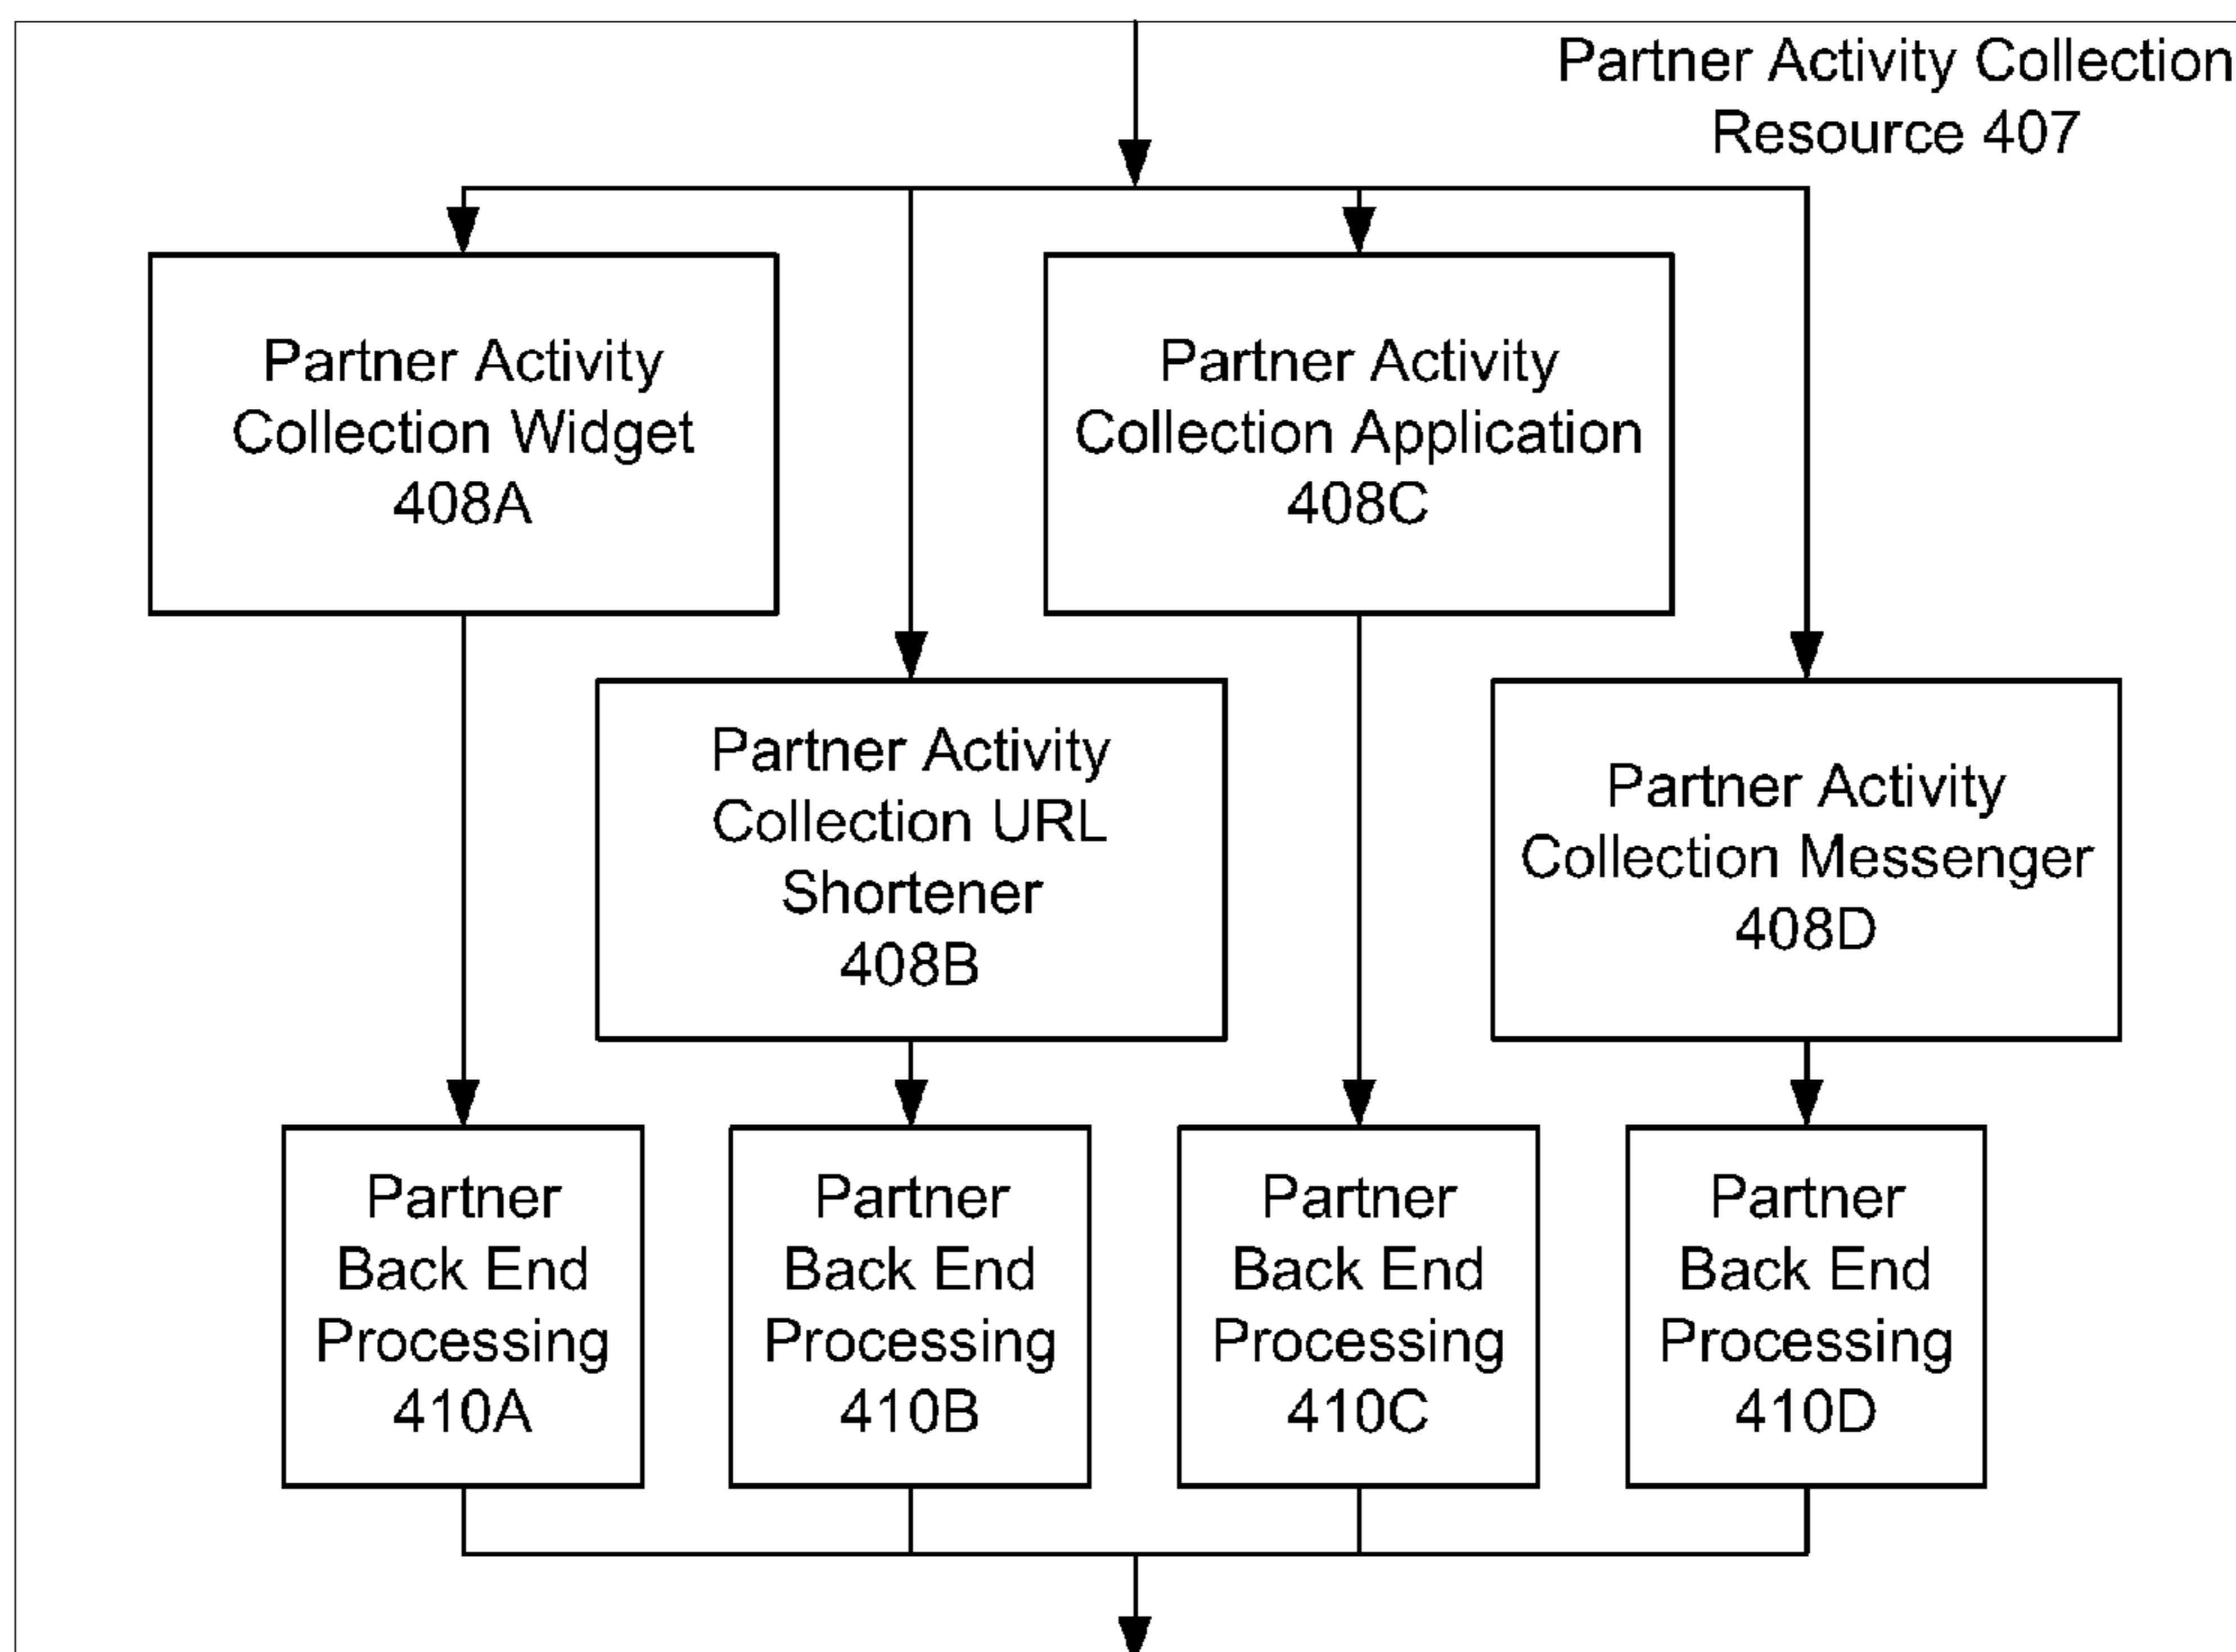 Partner Activity Collection
Resource 407
Partner Activity
Collection Widget
408A
Partner Activity
Collection Application
408C
Partner Activity
Collection URL
Shortener
408B
Partner Activity
Collection Messenger
408D
Partner
Back End
Processing
410A
Partner
Back End
Processing
410B
Partner
Back End
Processing
410C
Partner
Back End
Processing
410D